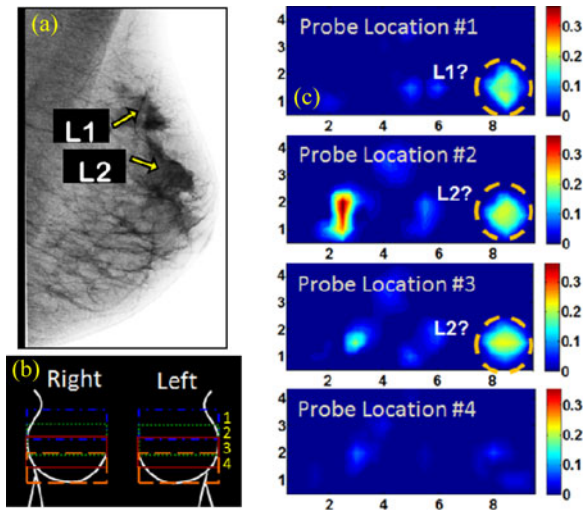 (a)
L1
L2
(b)
Right Left
1
2
3
4
(c)
Probe Location #1
L1?
4
3
2
1
2 4 6 8
0.3
0.2
0.1
0
Probe Location #2
L2?
4
3
2
1
2 4 6 8
0.3
0.2
0.1
0
Probe Location #3
L2?
4
3
2
1
2 4 6 8
0.3
0.2
0.1
0
Probe Location #4
4
3
2
1
2 4 6 8
0.3
0.2
0.1
0